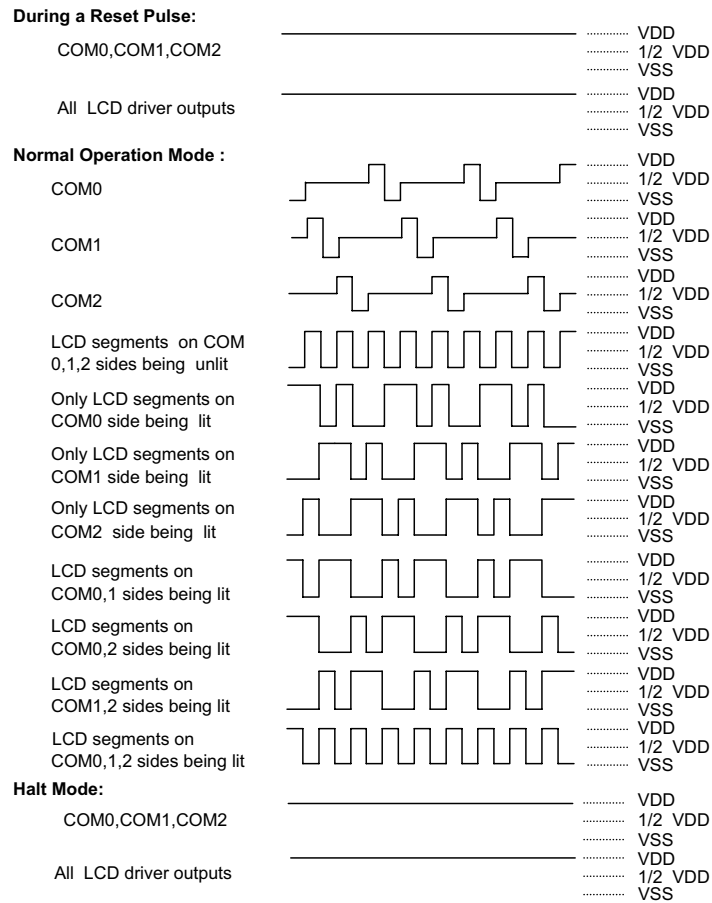 During a Reset Pulse:
COM0,COM1,COM2
VDD
1/2 VDD
VSS
All LCD driver outputs
VDD
1/2 VDD
VSS
Normal Operation Mode :
COM0
VDD
1/2 VDD
VSS
COM1
VDD
1/2 VDD
VSS
COM2
VDD
1/2 VDD
VSS
LCD segments on COM
0,1,2 sides being unlit
VDD
1/2 VDD
VSS
Only LCD segments on
COM0 side being lit
VDD
1/2 VDD
VSS
Only LCD segments on
COM1 side being lit
VDD
1/2 VDD
VSS
Only LCD segments on
COM2 side being lit
VDD
1/2 VDD
VSS
LCD segments on
COM0,1 sides being lit
VDD
1/2 VDD
VSS
LCD segments on
COM0,2 sides being lit
VDD
1/2 VDD
VSS
LCD segments on
COM1,2 sides being lit
VDD
1/2 VDD
VSS
LCD segments on
COM0,1,2 sides being lit
VDD
1/2 VDD
VSS
Halt Mode:
COM0,COM1,COM2
VDD
1/2 VDD
VSS
All LCD driver outputs
VDD
1/2 VDD
VSS